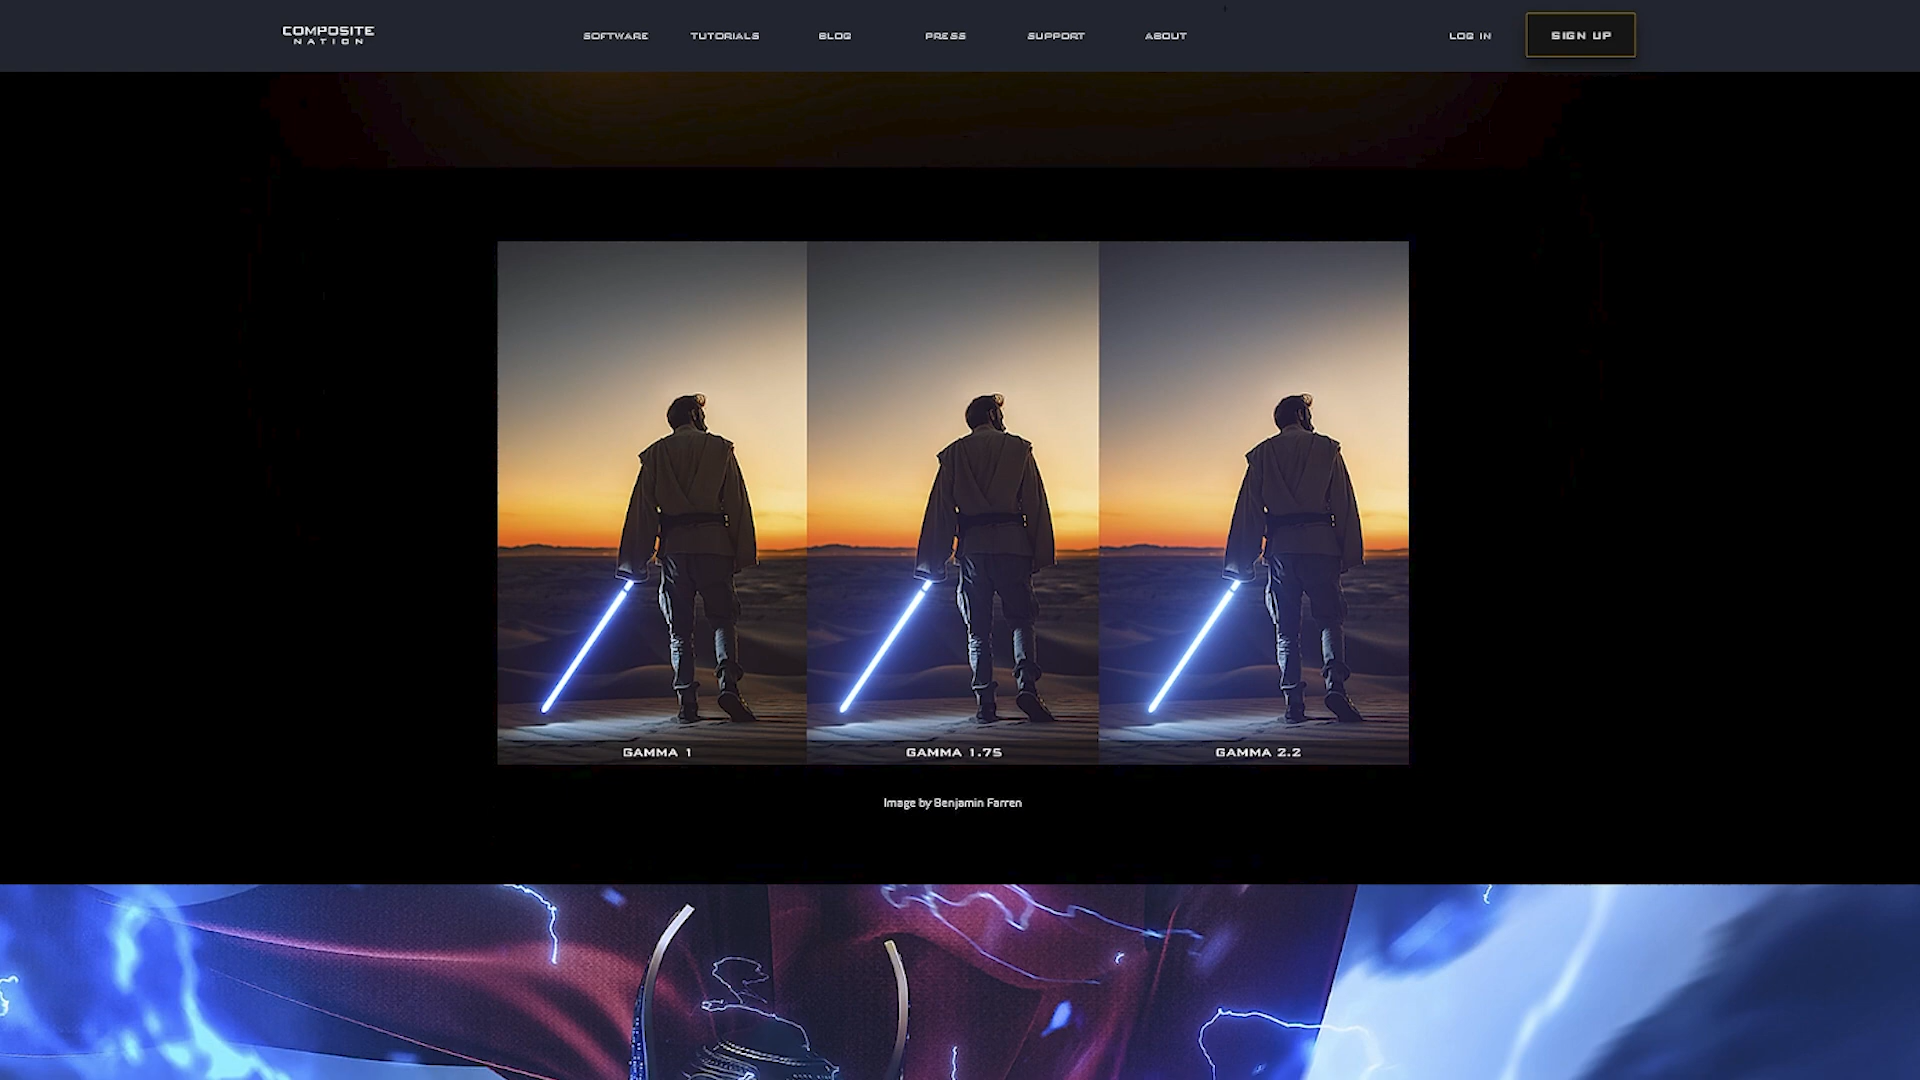 COMPOSITE
NATION
SOFTWARE
TUTORIALS
BLOG
PRESS
SUPPORT
ABOUT
LOG IN
SIGN UP
GAMMA 1
GAMMA 1.75
GAMMA 2.2
Image by Benjamin Farren